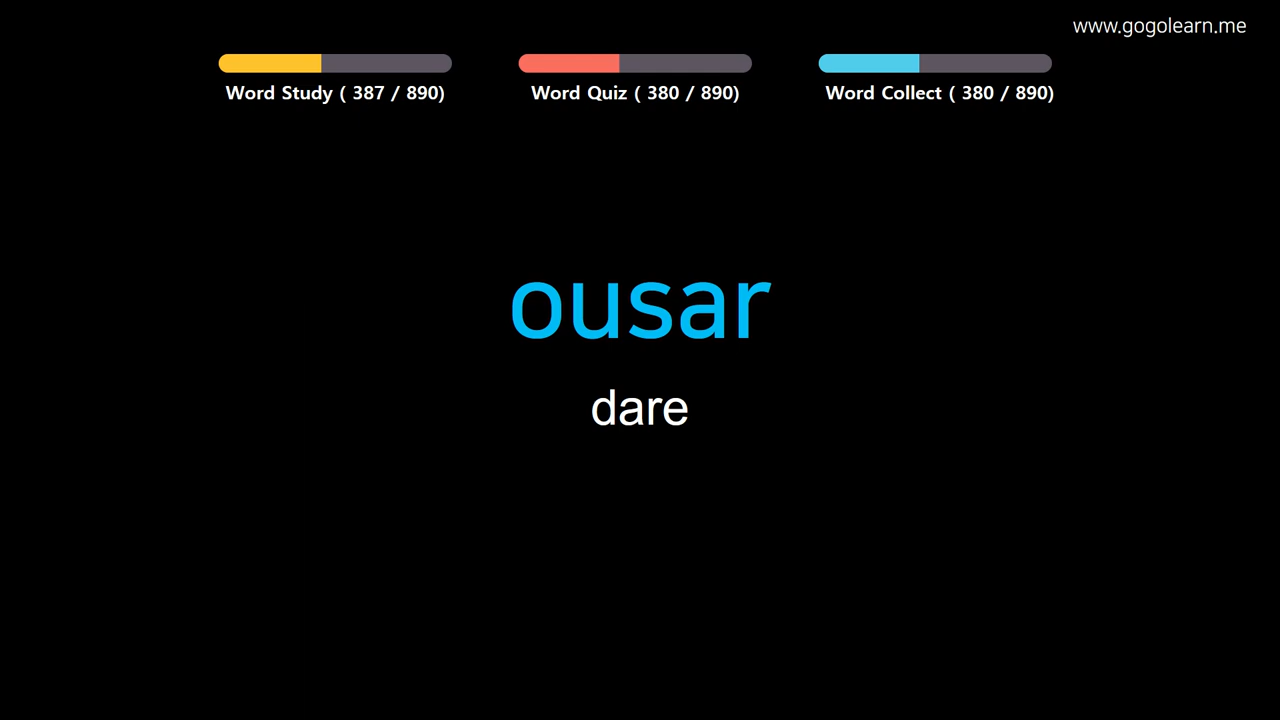 www.gogolearn.me
Word Study ( 387 / 890)
Word Quiz ( 380 / 890)
Word Collect ( 380 / 890)
ousar
dare